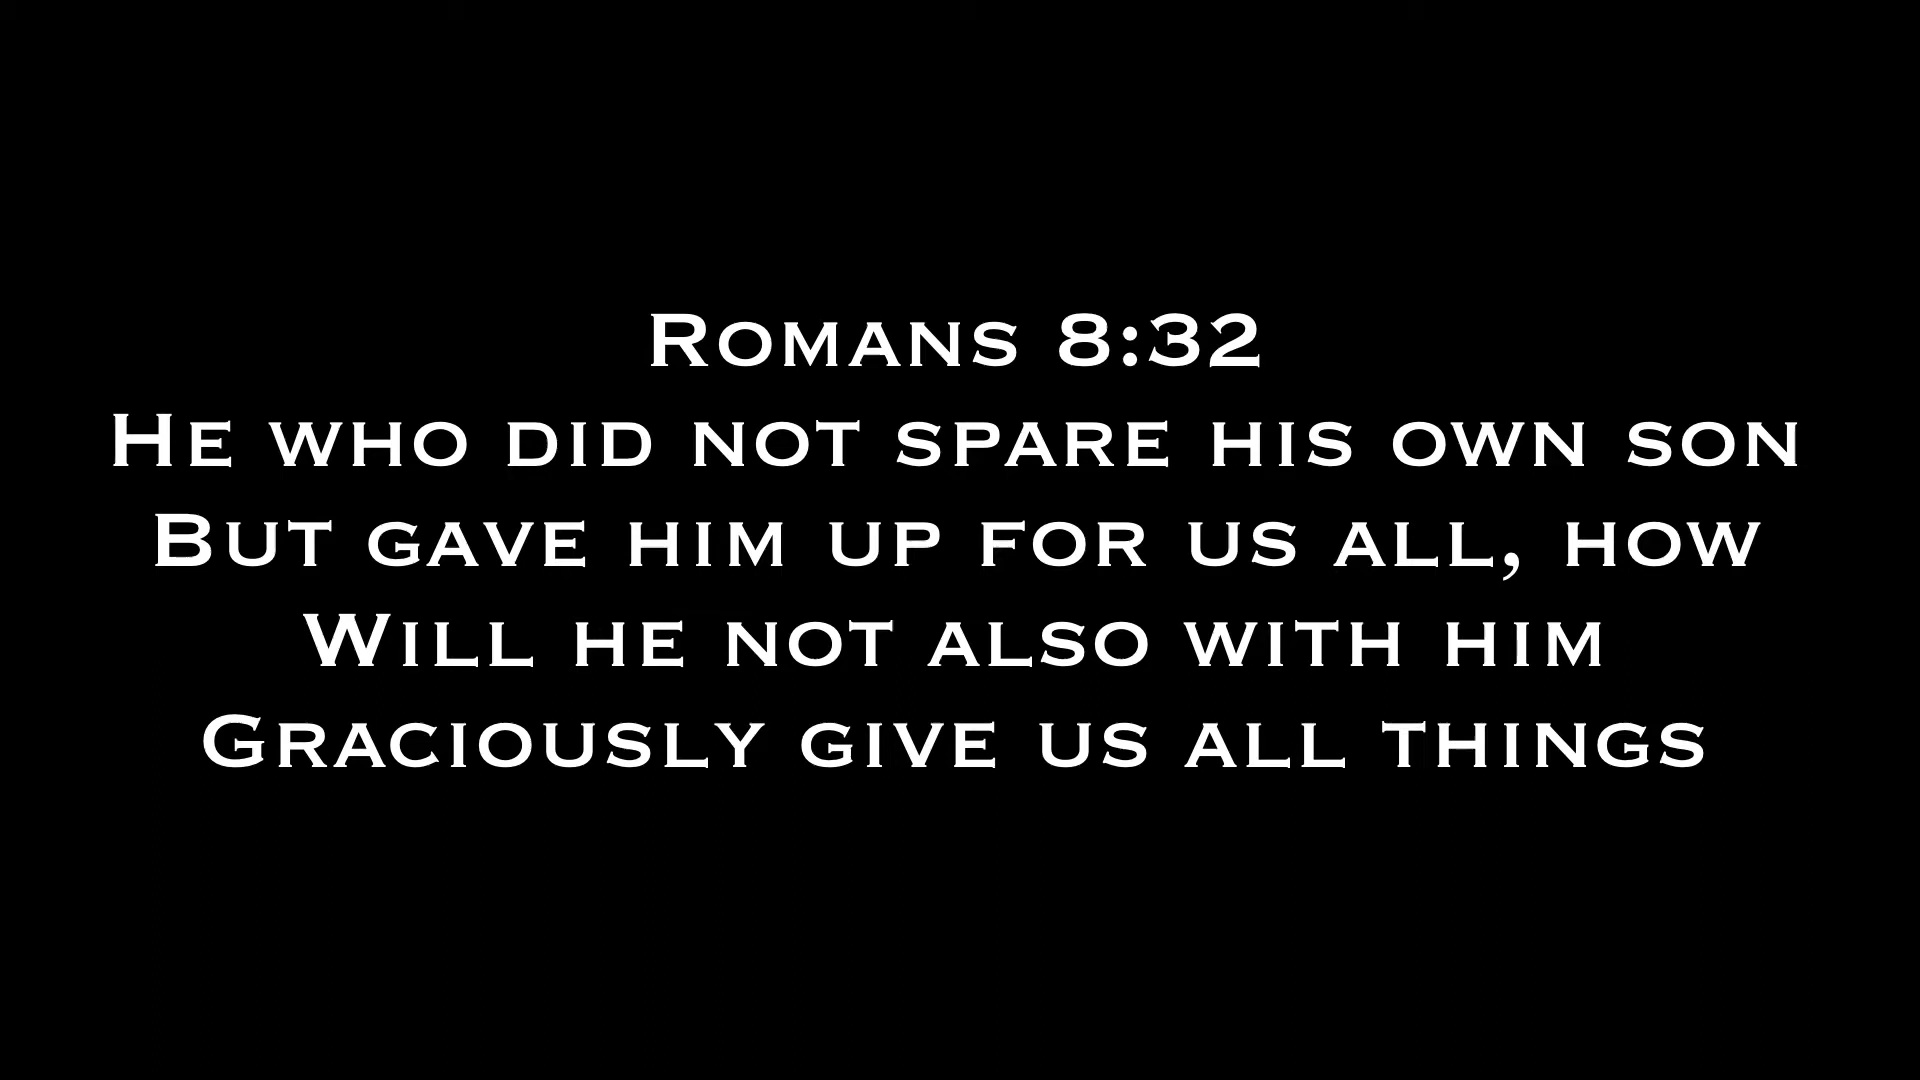 Romans 8:32
He who did not spare his own son
But gave him up for us all, how
Will he not also with him
Graciously give us all things